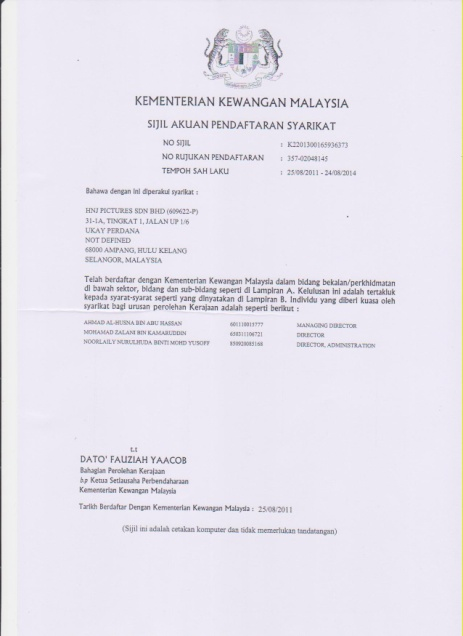 KEMENTERIAN KEWANGAN MALAYSIA
SIJIL AKUAN PENDAFTARAN SYARIKAT
NO SIJIL : K2201300165936373
NO RUJUKAN PENDAFTARAN : 357-02048145
TEMPOH SAH LAKU : 25/08/2011 - 24/08/2014
Bahawa dengan ini diperakui syarikat :
HNJ PICTURES SDN BHD (609622-P)
31-1A, TINGKAT 1, JALAN UP 1/6
UKAY PERDANA
NOT DEFINED
68000 AMPANG, HULU KELANG
SELANGOR, MALAYSIA
Telah berdaftar dengan Kementerian Kewangan Malaysia dalam bidang bekalan/perkhidmatan
di bawah sektor, bidang dan sub-bidang seperti di Lampiran A. Kelulusan ini adalah tertakluk
kepada syarat-syarat seperti yang dinyatakan di Lampiran B. Individu yang diberi kuasa oleh
syarikat bagi urusan perolehan Kerajaan adalah seperti berikut :
AHMAD AL-HUSNA BIN ABU HASSAN 601110015777 MANAGING DIRECTOR
MOHAMAD ZALANI BIN KAMARUDDIN 650311106721 DIRECTOR
NOORLAILY NURULHUDA BINTI MOHD YUSOFF 850920085168 DIRECTOR, ADMINISTRATION
t.t
DATO' FAUZIAH YAACOB
Bahagian Perolehan Kerajaan
b.p Ketua Setiausaha Perbendaharaan
Kementerian Kewangan Malaysia
Tarikh Berdaftar Dengan Kementerian Kewangan Malaysia : 25/08/2011
(Sijil ini adalah cetakan komputer dan tidak memerlukan tandatangan)